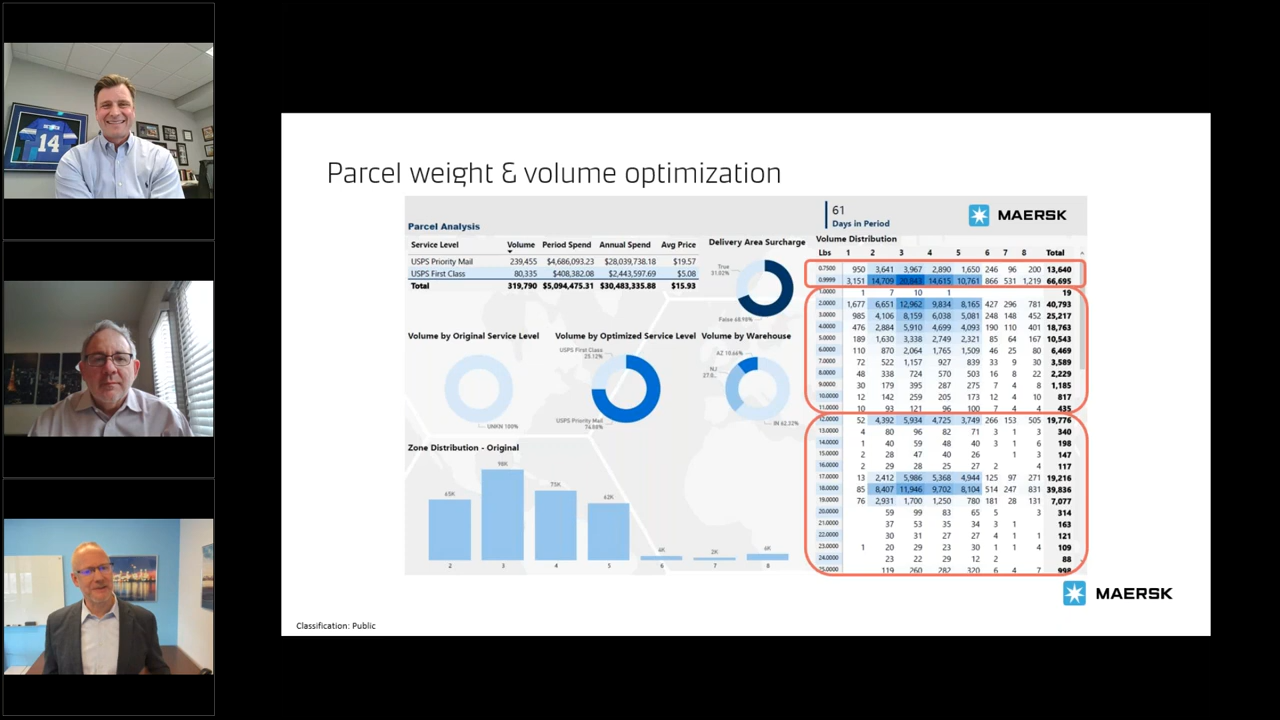 14
Parcel weight & volume optimization
61
Days in Period
MAERSK
Parcel Analysis
Service Level Volume Period Spend Annual Spend Avg Price
USPS Priority Mail 239,455 $4,686,093.23 $28,039,738.18 $19.57
USPS First Class 80,335 $408,382.08 $2,443,597.69 $5.08
Total 319,790 $5,094,475.31 $30,483,335.88 $15.93
Delivery Area Surcharge
True
31.02%
False 68.98%
Volume by Original Service Level
UNKN 100%
Volume by Optimized Service Level
USPS First Class
25.12%
USPS Priority Mail
74.88%
Volume by Warehouse
AZ 10.66%
NJ
27.0...
IN 62.32%
Zone Distribution - Original
65K 98K 75K 62K 6K 2K 6K
2 3 4 5 6 7 8
Volume Distribution
Lbs 1 2 3 4 5 6 7 8 Total
0.7500 950 3,641 3,967 2,890 1,650 246 96 200 13,640
0.9999 3,151 14,709 20,843 14,615 10,761 866 531 1,219 66,695
1.0000 1 7 10 1 19
2.0000 1,677 6,651 12,962 9,834 8,165 427 296 781 40,793
3.0000 985 4,106 8,159 6,038 5,081 248 148 452 25,217
4.0000 476 2,884 5,910 4,699 4,093 190 110 401 18,763
5.0000 189 1,630 3,338 2,749 2,321 85 64 167 10,543
6.0000 110 870 2,064 1,765 1,509 46 25 80 6,469
7.0000 72 522 1,157 927 839 33 9 30 3,589
8.0000 48 338 724 570 503 16 8 22 2,229
9.0000 30 179 395 287 275 7 4 8 1,185
10.0000 12 142 259 205 173 12 4 10 817
11.0000 10 93 121 96 100 7 4 4 435
12.0000 52 4,392 5,934 4,725 3,749 266 153 505 19,776
13.0000 4 80 96 82 71 3 1 3 340
14.0000 1 40 59 48 40 3 1 6 198
15.0000 2 28 47 40 26 1 3 147
16.0000 2 29 28 25 27 2 4 117
17.0000 13 2,412 5,986 5,368 4,944 125 97 271 19,216
18.0000 85 8,407 11,946 9,702 8,104 514 247 831 39,836
19.0000 76 2,931 1,700 1,250 780 181 28 131 7,077
20.0000 59 99 83 65 5 3 314
21.0000 37 53 35 34 3 1 163
22.0000 30 31 27 27 4 1 1 121
23.0000 1 20 29 23 30 1 1 4 109
24.0000 23 22 29 12 2 88
25.0000 119 260 282 320 6 4 7 998
MAERSK
Classification: Public